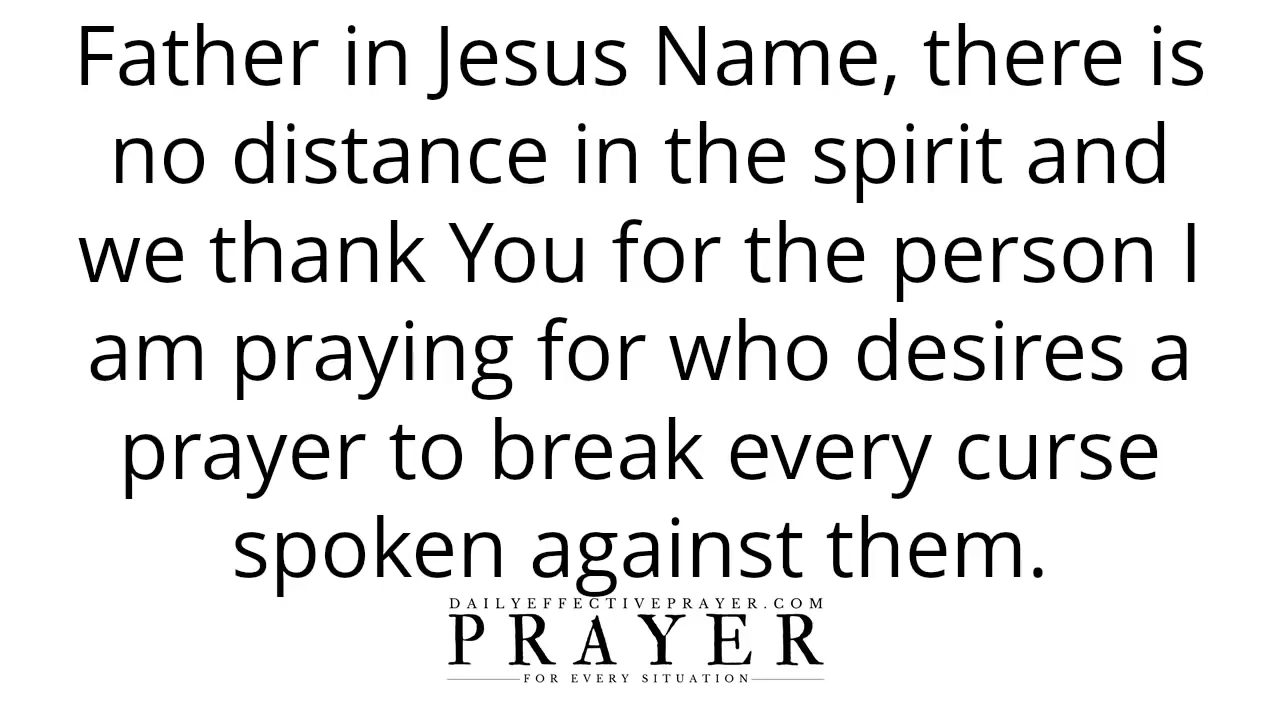 Father in Jesus Name, there is
no distance in the spirit and
we thank You for the person I
am praying for who desires a
prayer to break every curse
spoken against them.
DAILYEFFECTIVEPRAYER.COM
PRAYER
FOR EVERY SITUATION